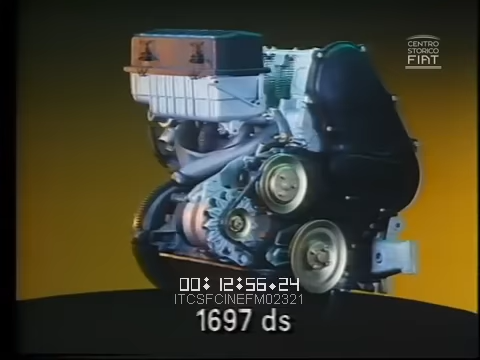 CENTRO
STORICO
FIAT
00: 12:56.24
ITCSFCINEFM02321
1697 ds